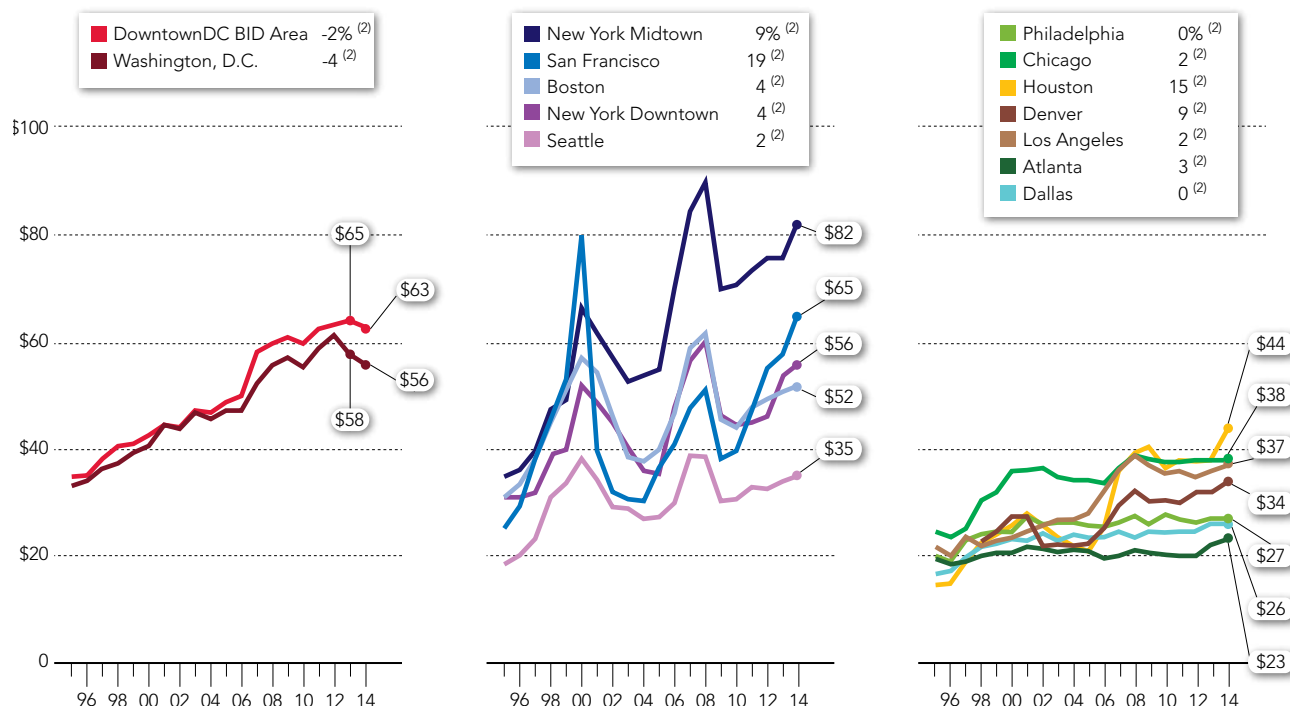 DowntownDC BID Area -2% (2)
Washington, D.C. -4 (2)
New York Midtown 9% (2)
San Francisco 19 (2)
Boston 4 (2)
New York Downtown 4 (2)
Seattle 2 (2)
Philadelphia 0% (2)
Chicago 2 (2)
Houston 15 (2)
Denver 9 (2)
Los Angeles 2 (2)
Atlanta 3 (2)
Dallas 0 (2)
$100
$80
$60
$40
$20
0
$65
$63
$56
$58
96 98 00 02 04 06 08 10 12 14
$82
$65
$56
$52
$35
96 98 00 02 04 06 08 10 12 14
$44
$38
$37
$34
$27
$26
$23
96 98 00 02 04 06 08 10 12 14